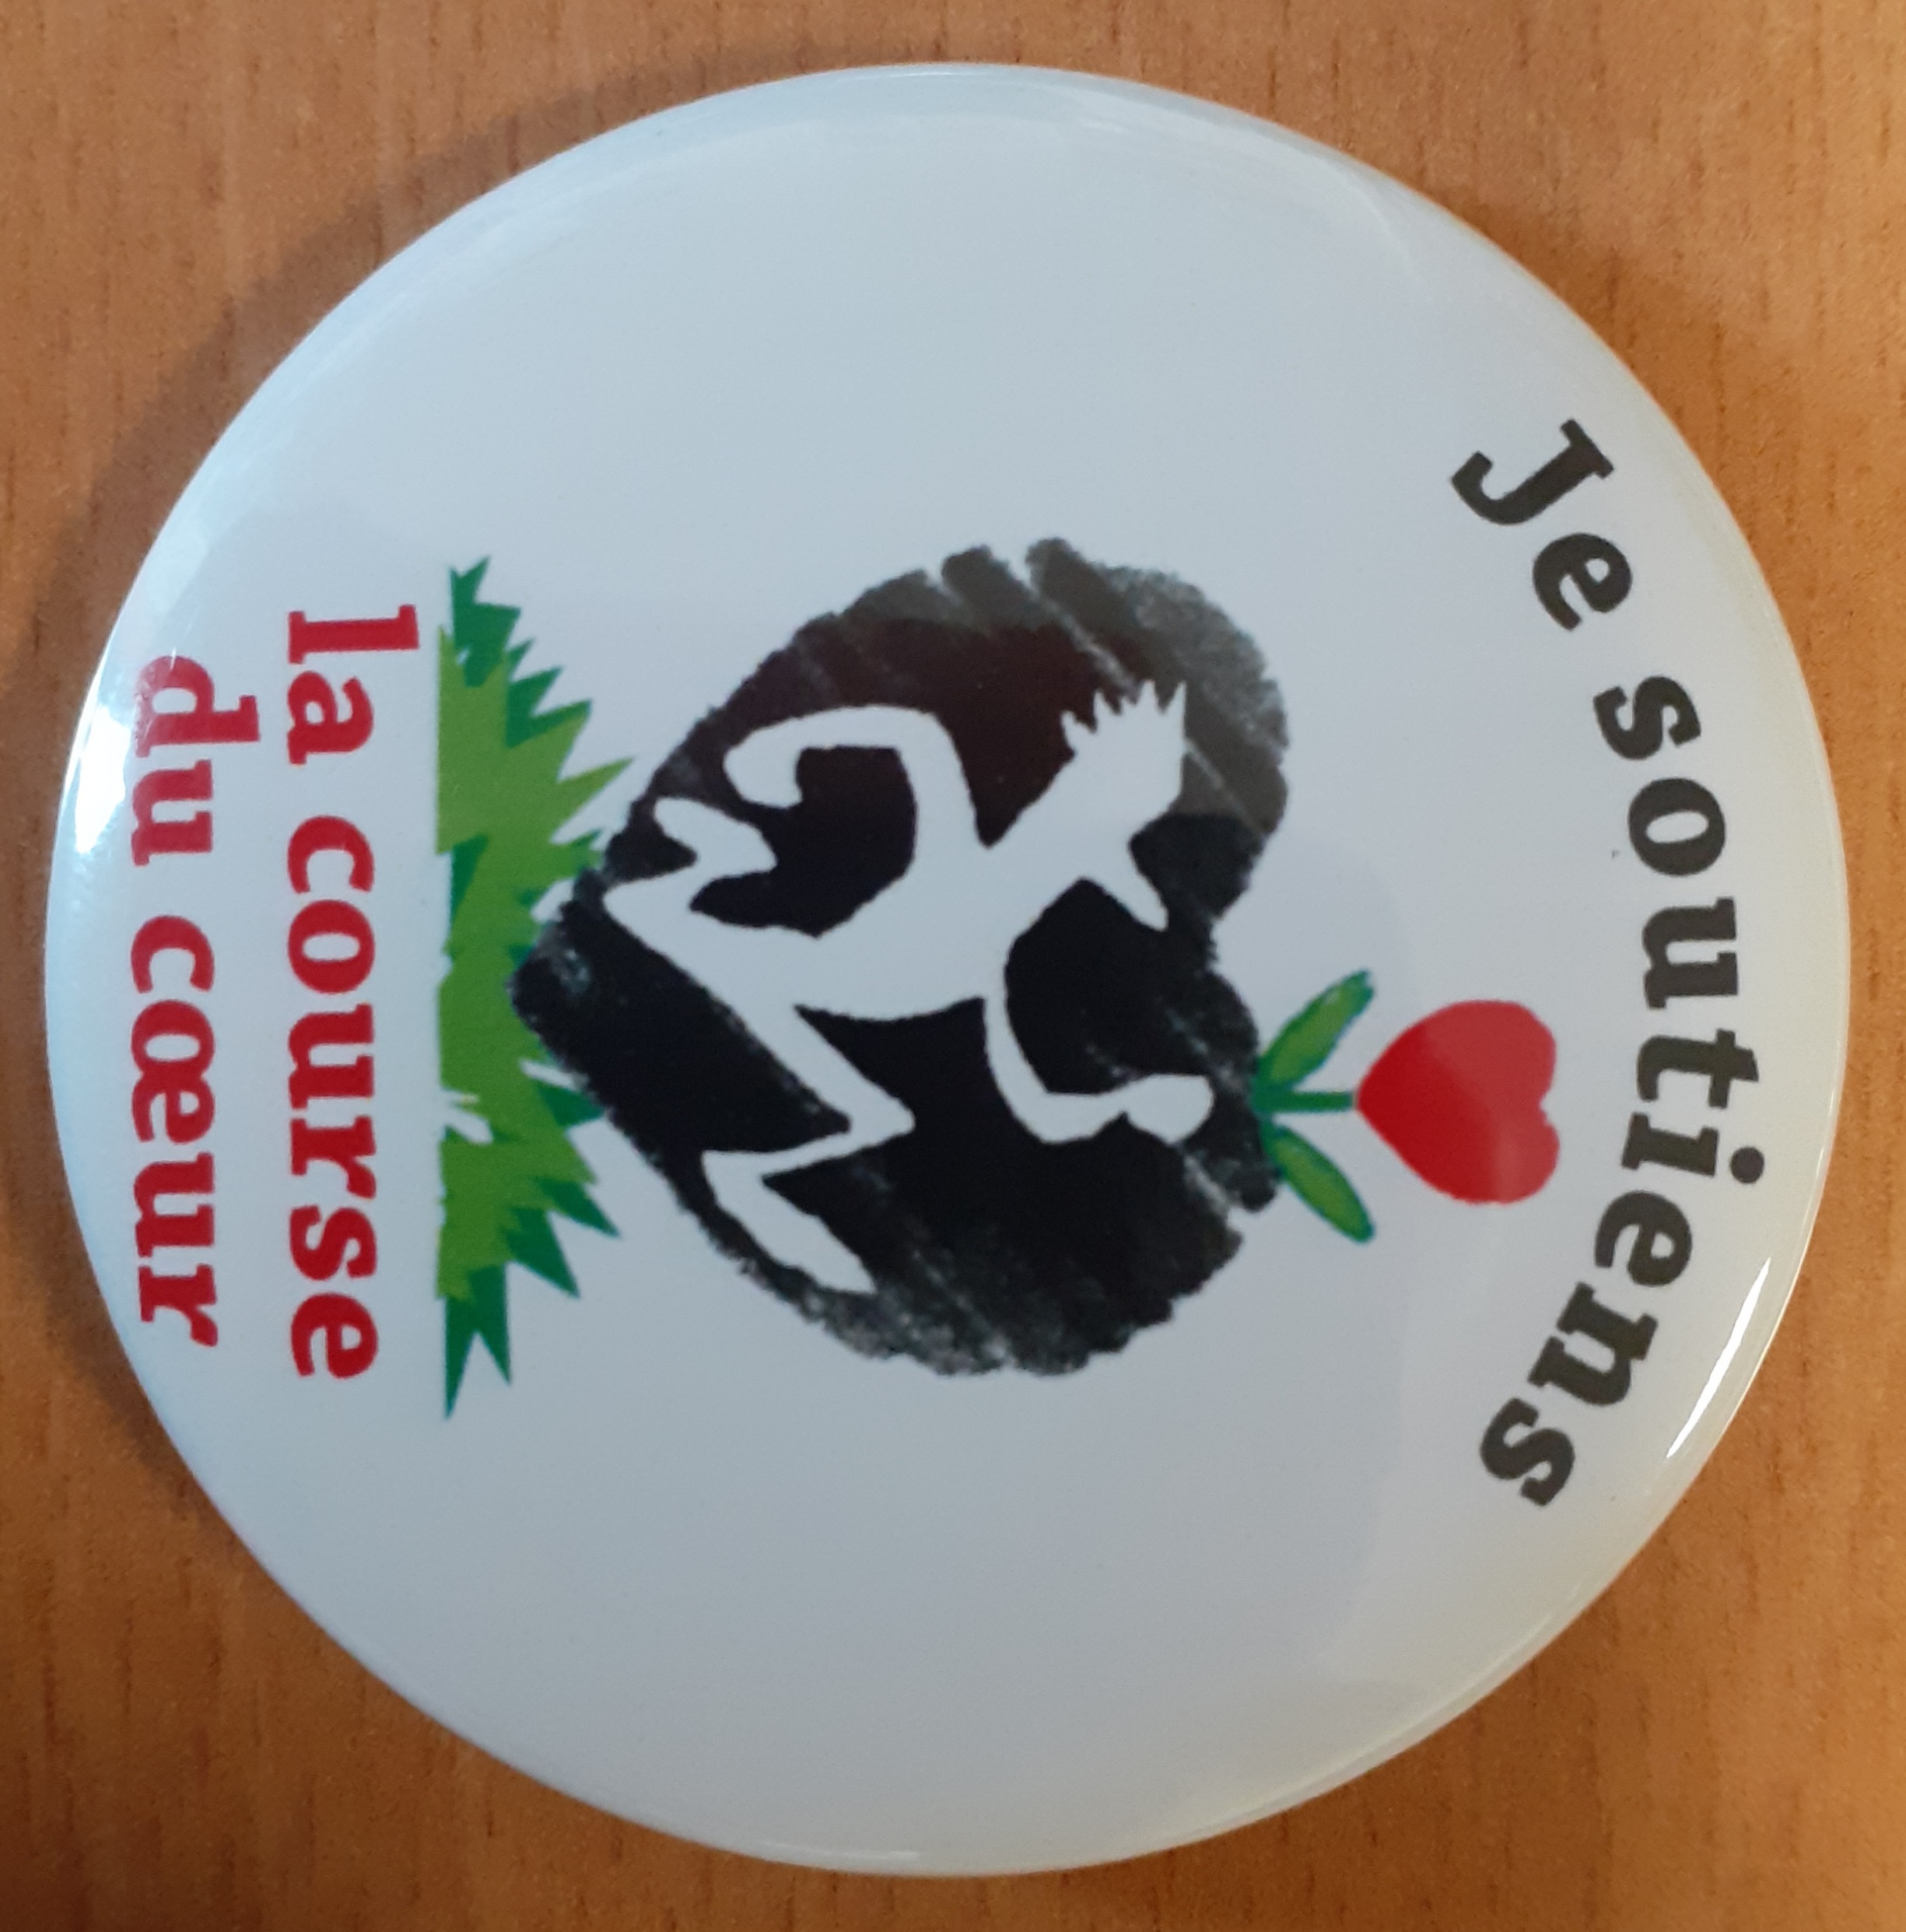 Je soutiens
la course
du cœur